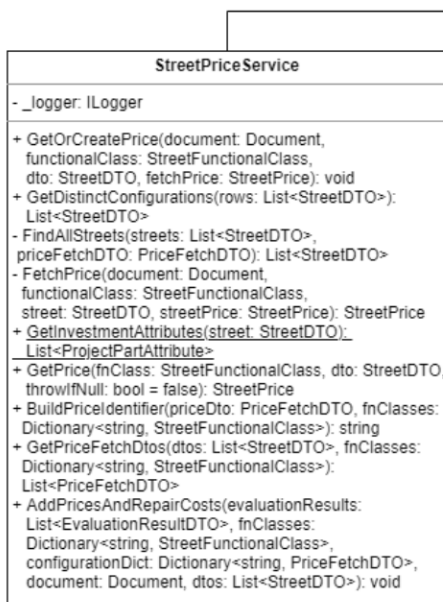 StreetPriceService
- _logger: ILogger
+ GetOrCreatePrice(document: Document,
functionalClass: StreetFunctionalClass,
dto: StreetDTO, fetchPrice: StreetPrice): void
+ GetDistinctConfigurations(rows: List<StreetDTO>):
List<StreetDTO>
- FindAllStreets(streets: List<StreetDTO>,
priceFetchDTO: PriceFetchDTO): List<StreetDTO>
- FetchPrice(document: Document,
functionalClass: StreetFunctionalClass,
street: StreetDTO, streetPrice: StreetPrice): StreetPrice
+ GetInvestmentAttributes(street: StreetDTO):
List<ProjectPartAttribute>
+ GetPrice(fnClass: StreetFunctionalClass, dto: StreetDTO,
throwIfNull: bool = false): StreetPrice
+ BuildPriceIdentifier(priceDto: PriceFetchDTO, fnClasses:
Dictionary<string, StreetFunctionalClass>): string
+ GetPriceFetchDtos(dtos: List<StreetDTO>, fnClasses:
Dictionary<string, StreetFunctionalClass>):
List<PriceFetchDTO>
+ AddPricesAndRepairCosts(evaluationResults:
List<EvaluationResultDTO>, fnClasses:
Dictionary<string, StreetFunctionalClass>,
configurationDict: Dictionary<string, PriceFetchDTO>,
document: Document, dtos: List<StreetDTO>): void